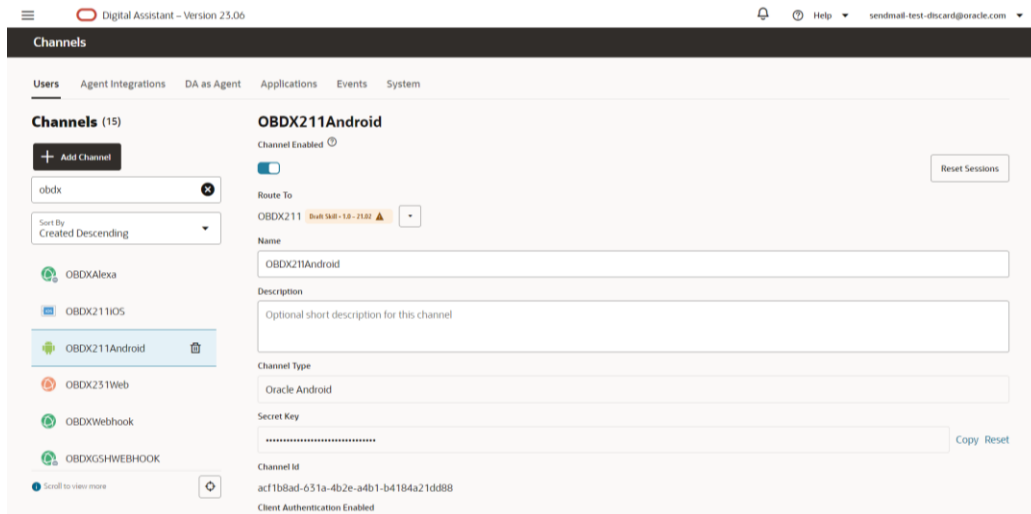 Digital Assistant – Version 23.06
Help
sendmail-test-discard@oracle.com
Channels
Users Agent Integrations DA as Agent Applications Events System
Channels (15)
Add Channel
obdx
Sort By
Created Descending
OBDXAlexa
OBDX211iOS
OBDX211Android
OBDX231Web
OBDXWebhook
OBDXGSHWEBHOOK
Scroll to view more
OBDX211Android
Channel Enabled
Reset Sessions
Route To
OBDX211 Draft Skill • 1.0 - 21.02
Name
OBDX211Android
Description
Optional short description for this channel
Channel Type
Oracle Android
Secret Key
••••••••••••••••••••••••••••••••
Copy Reset
Channel Id
acf1b8ad-631a-4b2e-a4b1-b4184a21dd88
Client Authentication Enabled